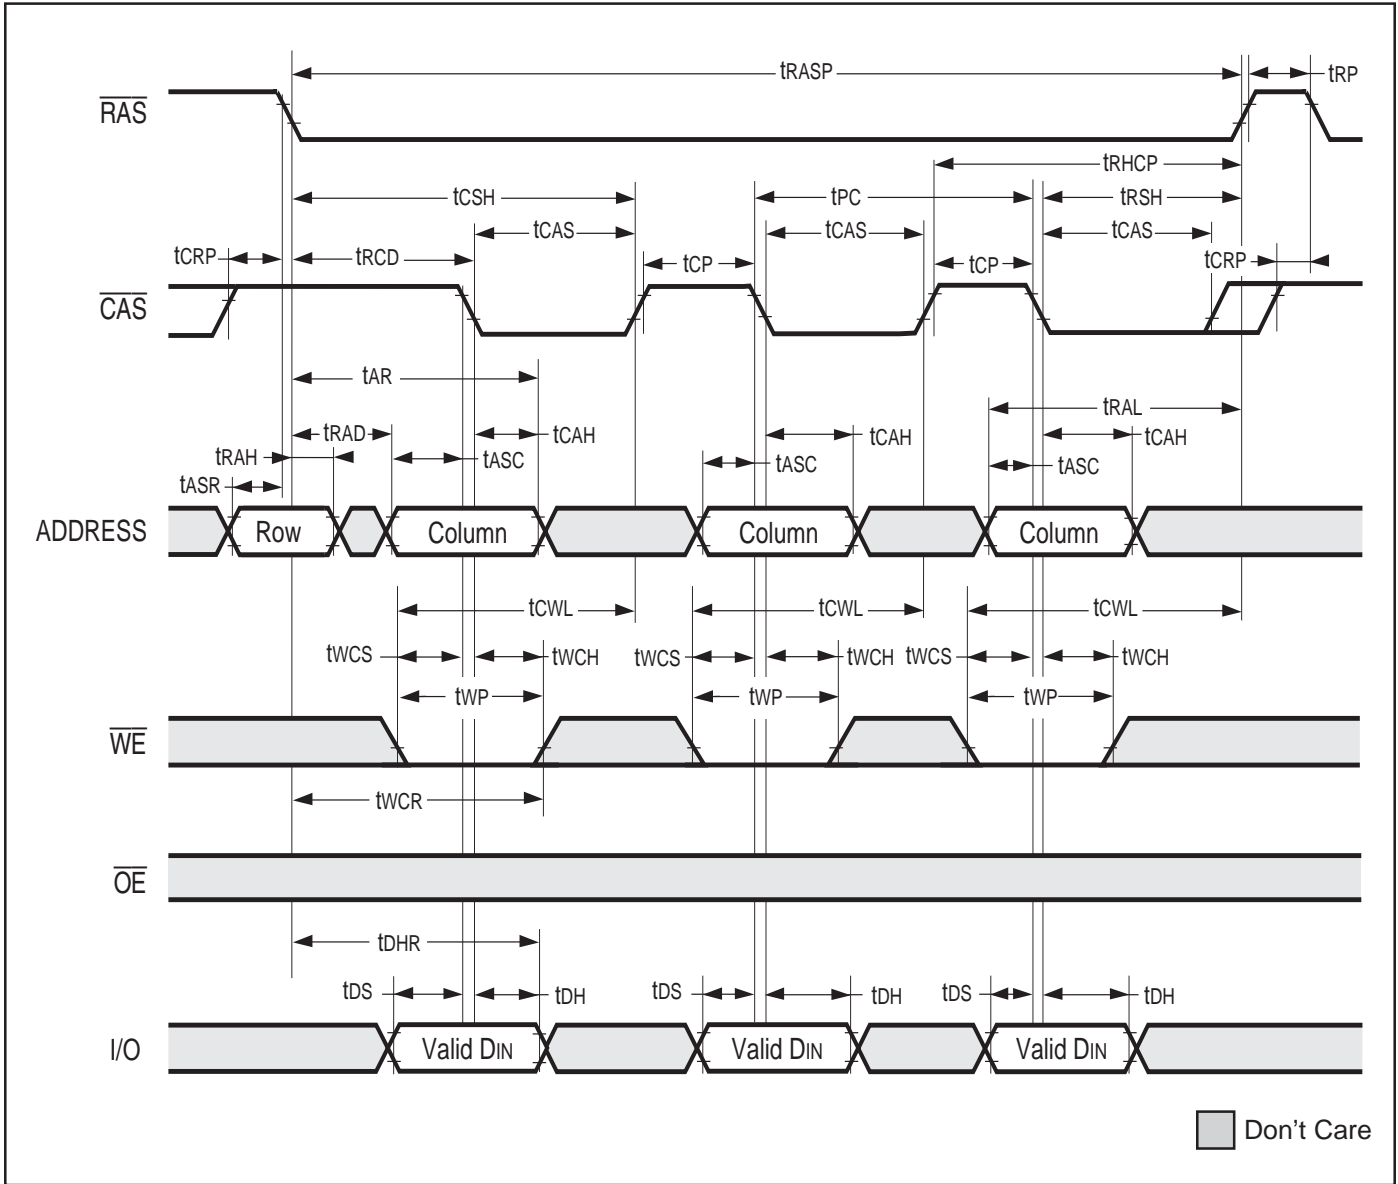 tRASP tRP
RAS
tRHCP
tCSH tPC tRSH
tCAS tCAS tCAS
tCRP tRCD tCP tCP tCRP
CAS
tAR
tRAL
tRAD tCAH tCAH tCAH
tRAH tASC tASC tASC
tASR
ADDRESS Row Column Column Column
tCWL tCWL tCWL
tWCS tWCH tWCS tWCH tWCS tWCH
tWP tWP tWP
WE
tWCR
OE
tDHR
tDS tDH tDS tDH tDS tDH
I/O Valid DIN Valid DIN Valid DIN
Don't Care